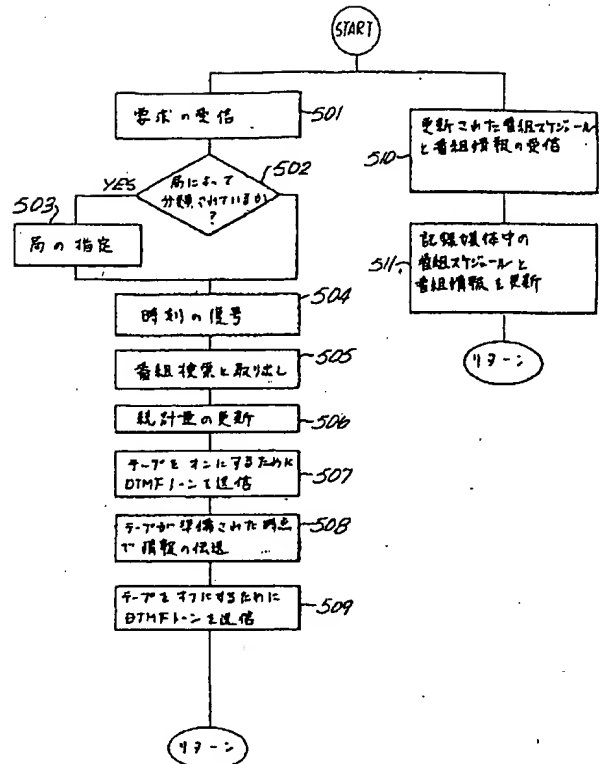 START
要求の受信
501
502
YES
局によって
分類されているか
?
503
局の指定
時刻の復号
504
番組検索と取り出し
505
統計量の更新
506
テープをオンにするために
DTMFトーンを送信
507
テープが準備された時点
で情報の伝送
508
テープをオフにするために
DTMFトーンを送信
509
リターン
更新された番組スケジュール
と番組情報の受信
510
記録媒体中の
番組スケジュールと
番組情報を更新
511
リターン